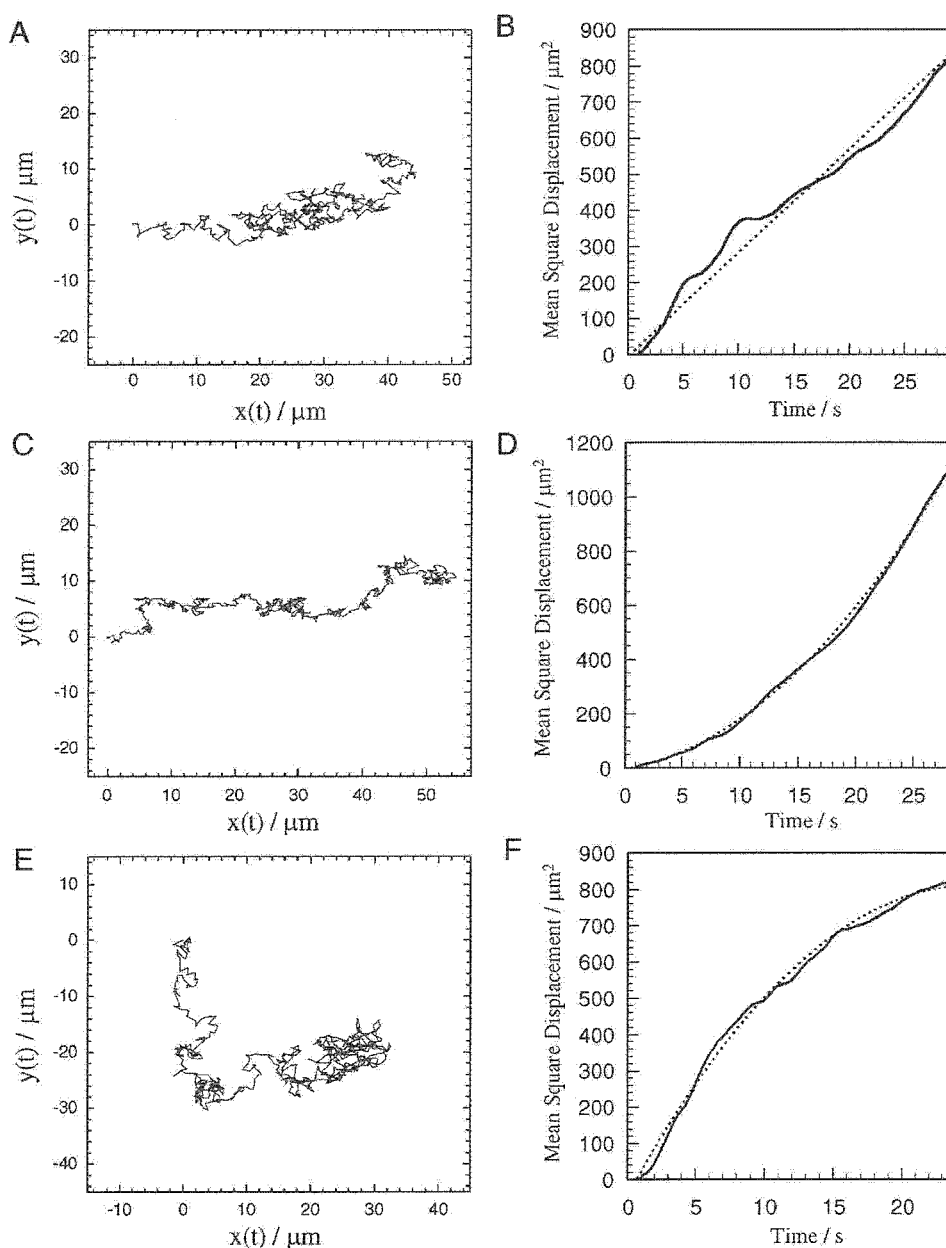 A
30
20
10
0
-10
-20
0 10 20 30 40 50
x(t) / μm
y(t) / μm
B
900
800
700
600
500
400
300
200
100
0
0 5 10 15 20 25
Time / s
Mean Square Displacement / μm²
C
30
20
10
0
-10
-20
0 10 20 30 40 50
x(t) / μm
y(t) / μm
D
1200
1000
800
600
400
200
0
0 5 10 15 20 25
Time / s
Mean Square Displacement / μm²
E
10
0
-10
-20
-30
-40
-10 0 10 20 30 40
x(t) / μm
y(t) / μm
F
900
800
700
600
500
400
300
200
100
0
0 5 10 15 20
Time / s
Mean Square Displacement / μm²